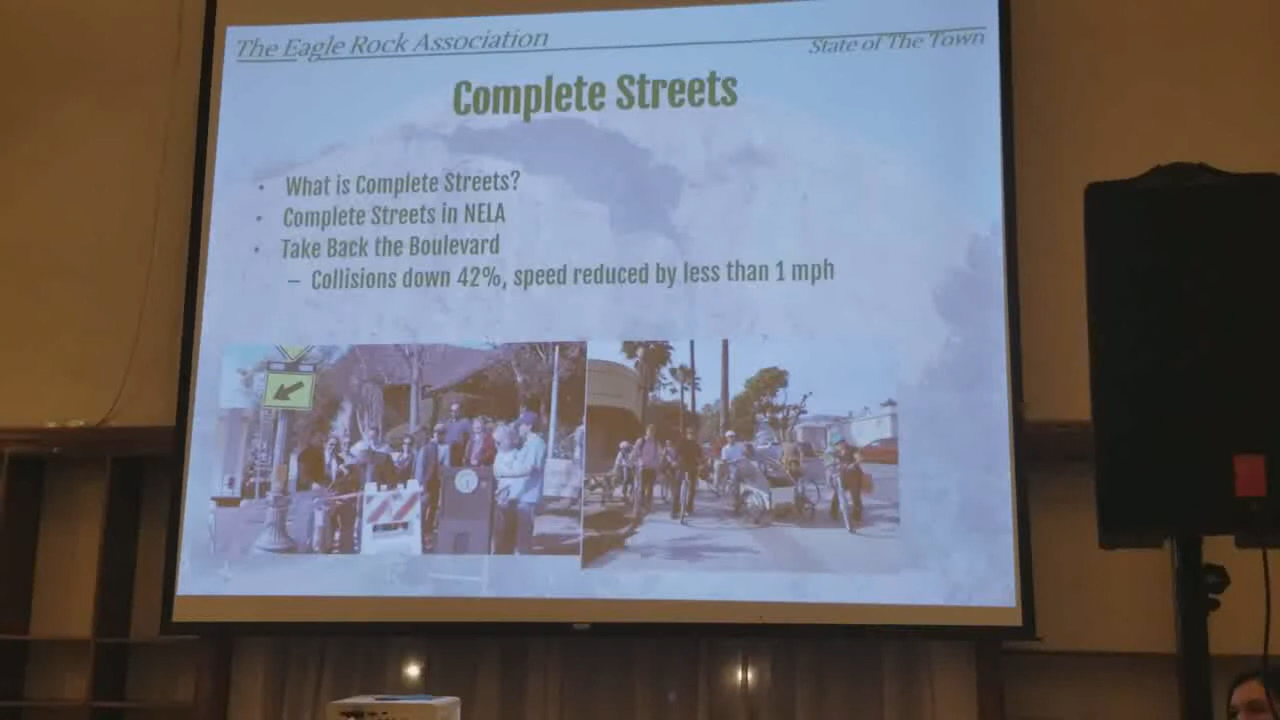 The Eagle Rock Association
State of The Town
Complete Streets
• What is Complete Streets?
• Complete Streets in NELA
• Take Back the Boulevard
– Collisions down 42%, speed reduced by less than 1 mph